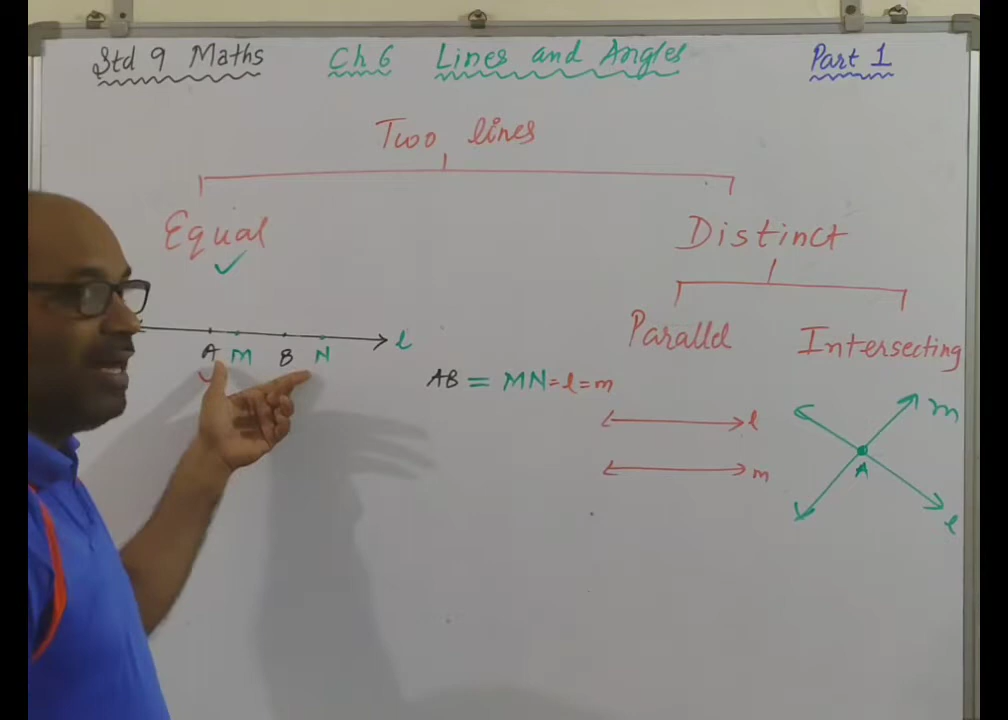 Std 9 Maths Ch 6 Lines and Angles Part 1
Two lines
Equal Distinct
Parallel Intersecting
l
A M B N
AB = MN = l = m
l
m
m
A
l